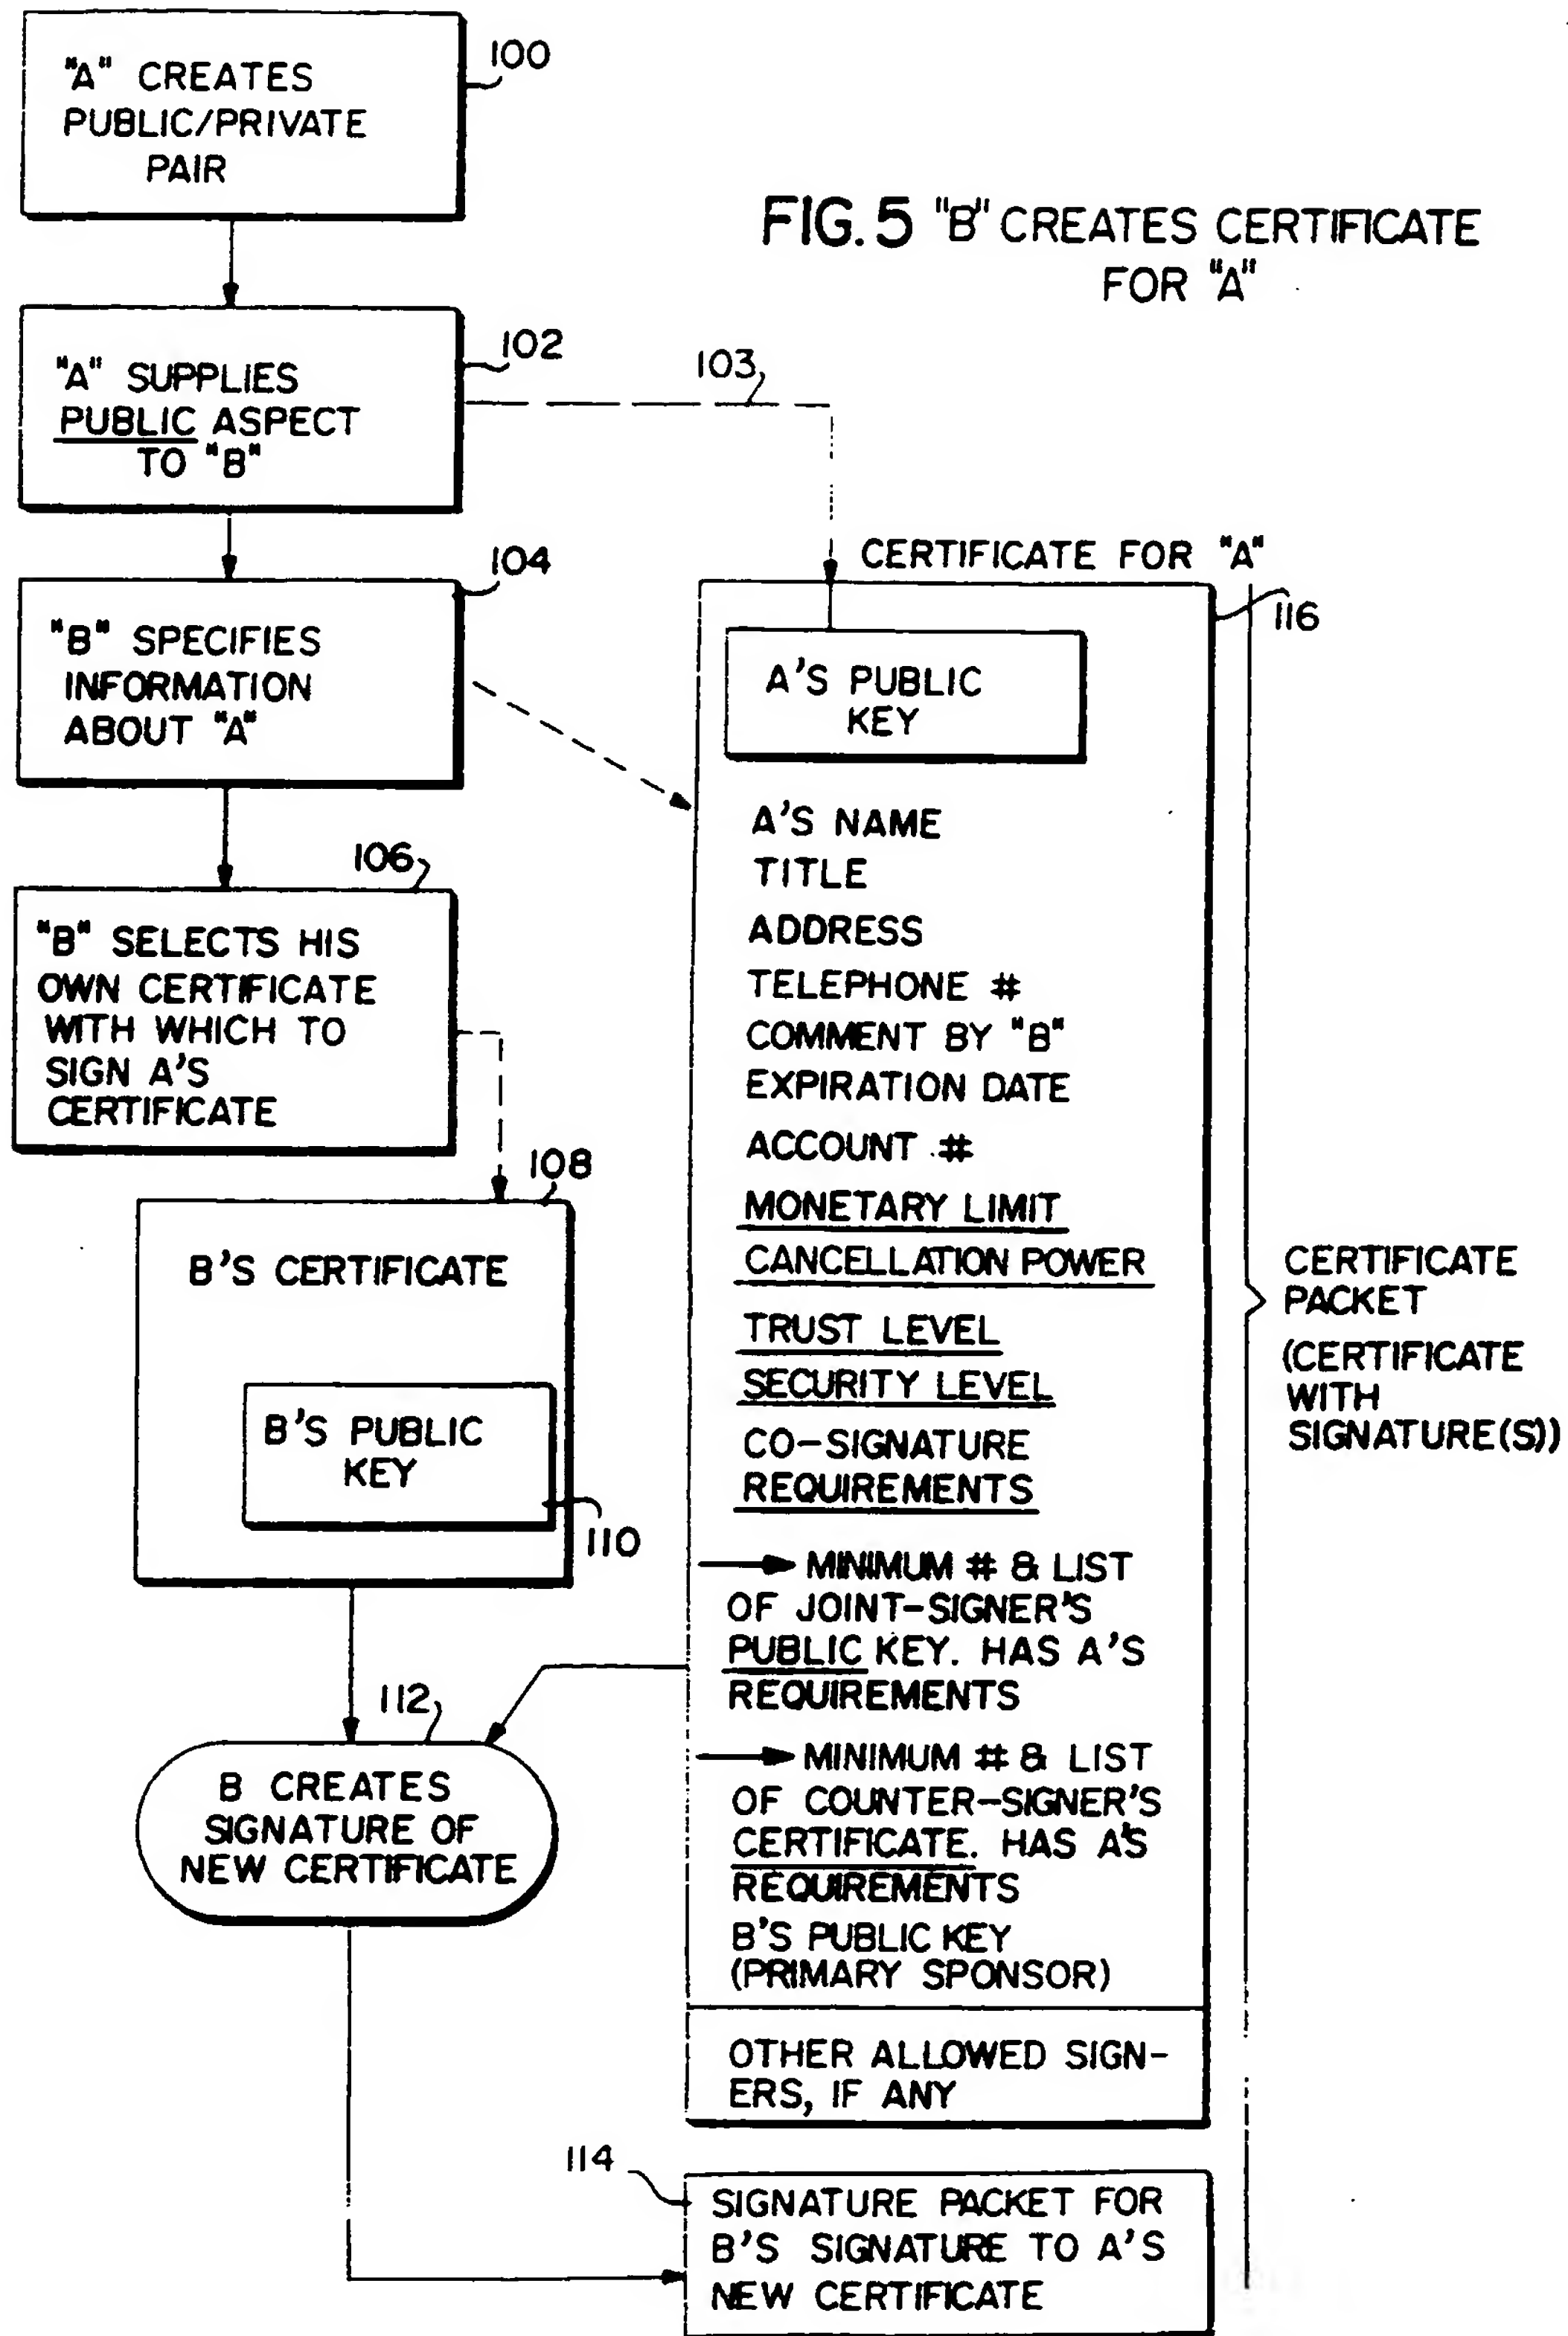 "A" CREATES
PUBLIC/PRIVATE
PAIR
100
FIG. 5 "B" CREATES CERTIFICATE
FOR "A"
"A" SUPPLIES
PUBLIC ASPECT
TO "B"
102
103
"B" SPECIFIES
INFORMATION
ABOUT "A"
104
"B" SELECTS HIS
OWN CERTIFICATE
WITH WHICH TO
SIGN A'S
CERTIFICATE
106
B'S CERTIFICATE
108
B'S PUBLIC
KEY
110
B CREATES
SIGNATURE OF
NEW CERTIFICATE
112
CERTIFICATE FOR "A"
116
A'S PUBLIC
KEY
A'S NAME
TITLE
ADDRESS
TELEPHONE #
COMMENT BY "B"
EXPIRATION DATE
ACCOUNT #
MONETARY LIMIT
CANCELLATION POWER
TRUST LEVEL
SECURITY LEVEL
CO-SIGNATURE
REQUIREMENTS
MINIMUM # & LIST
OF JOINT-SIGNER'S
PUBLIC KEY. HAS A'S
REQUIREMENTS
MINIMUM # & LIST
OF COUNTER-SIGNER'S
CERTIFICATE. HAS A'S
REQUIREMENTS
B'S PUBLIC KEY
(PRIMARY SPONSOR)
OTHER ALLOWED SIGN-
ERS, IF ANY
114
SIGNATURE PACKET FOR
B'S SIGNATURE TO A'S
NEW CERTIFICATE
CERTIFICATE
PACKET
(CERTIFICATE
WITH
SIGNATURE(S))